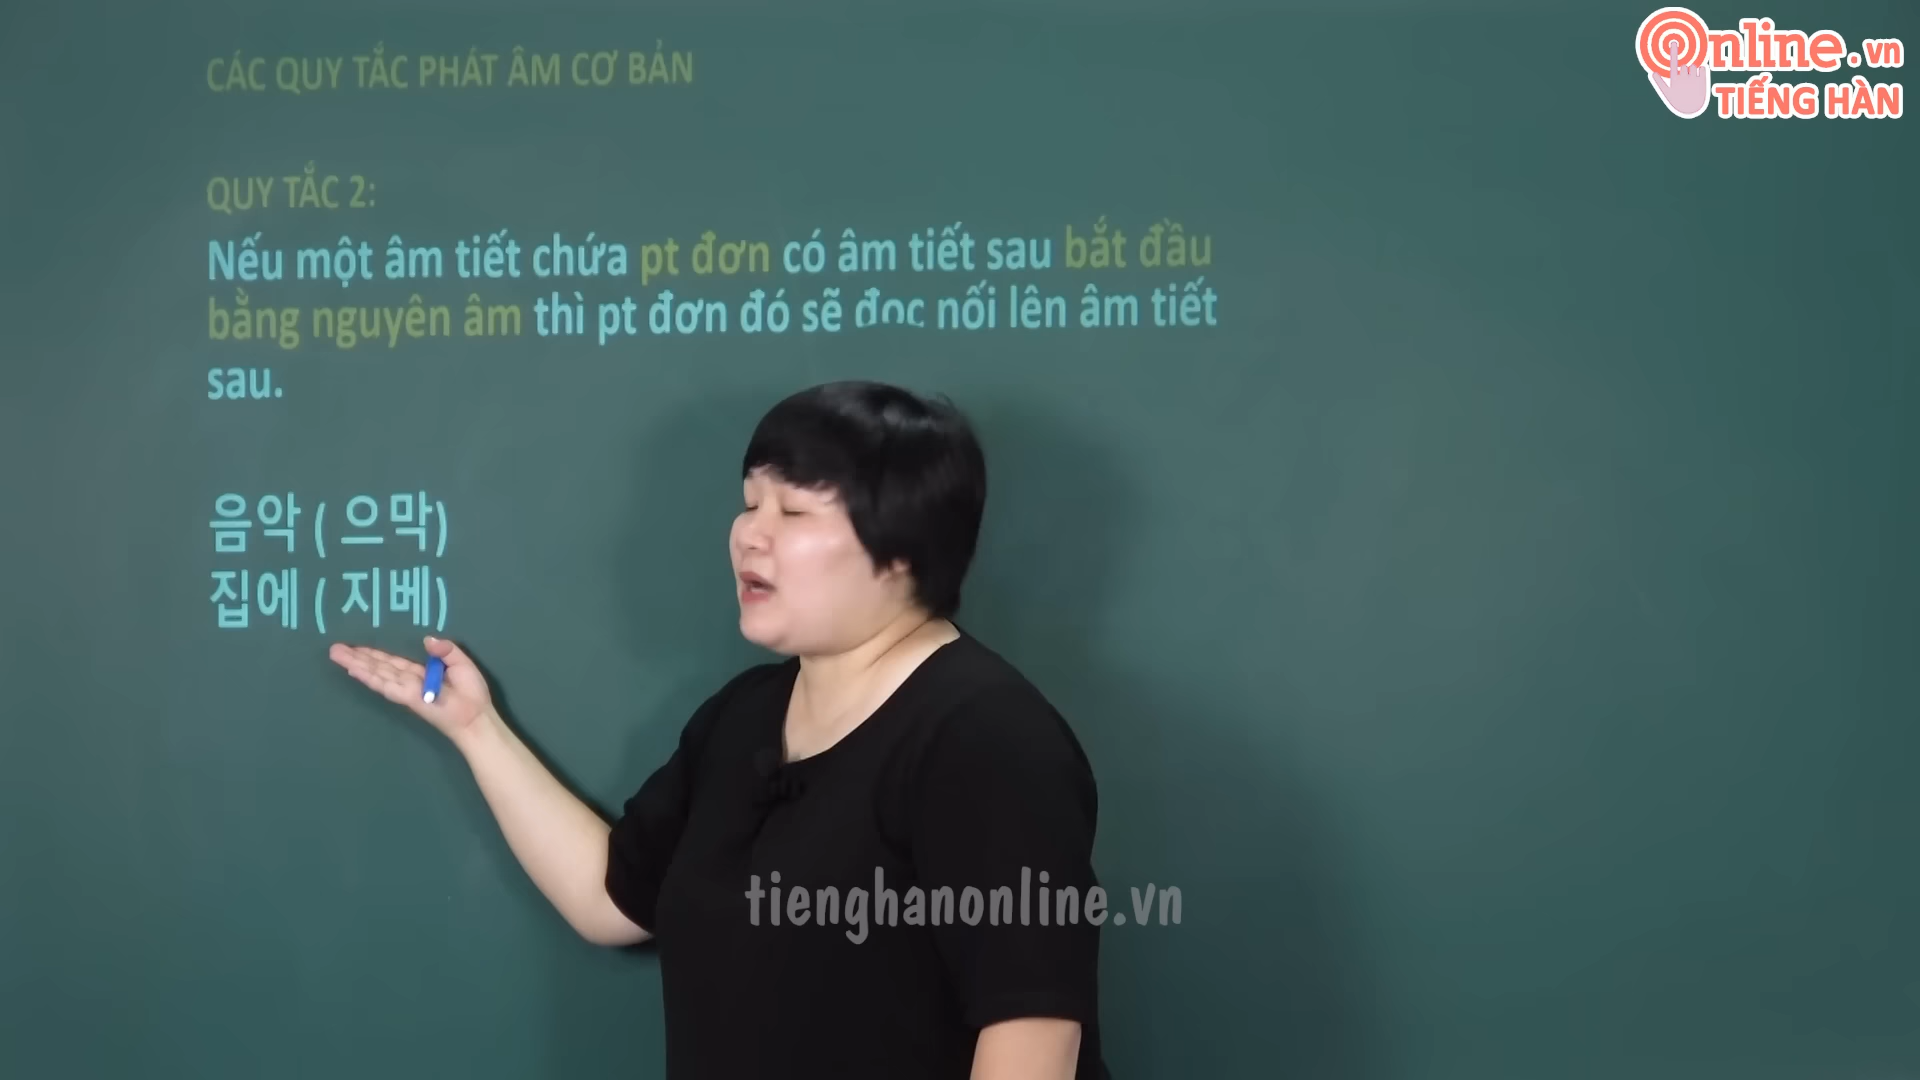 Online.vn
TIẾNG HÀN
CÁC QUY TẮC PHÁT ÂM CƠ BẢN
QUY TẮC 2:
Nếu một âm tiết chứa pt đơn có âm tiết sau bắt đầu
bằng nguyên âm thì pt đơn đó sẽ đọc nối lên âm tiết
sau.
음악 ( 으막)
집에 ( 지베)
tienghanonline.vn